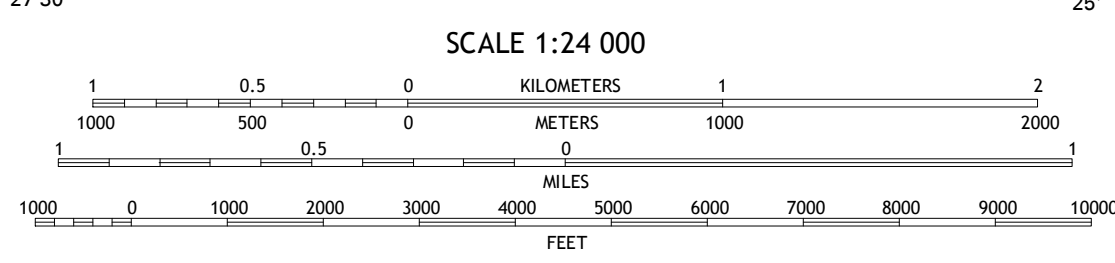 27'30"
25'
SCALE 1:24 000
1 0.5 0 KILOMETERS 1 2
1000 500 0 METERS 1000 2000
1 0.5 0 1
MILES
1000 0 1000 2000 3000 4000 5000 6000 7000 8000 9000 10000
FEET